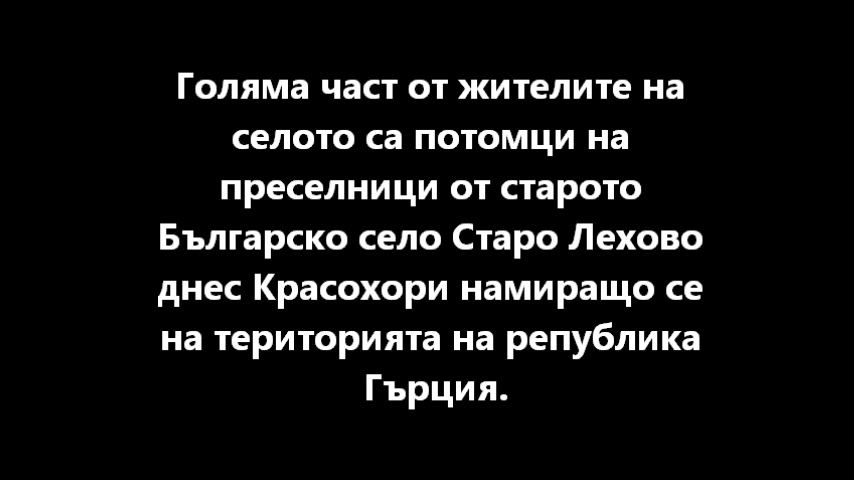 Голяма част от жителите на
селото са потомци на
преселници от старото
Българско село Старо Лехово
днес Красохори намиращо се
на територията на република
Гърция.